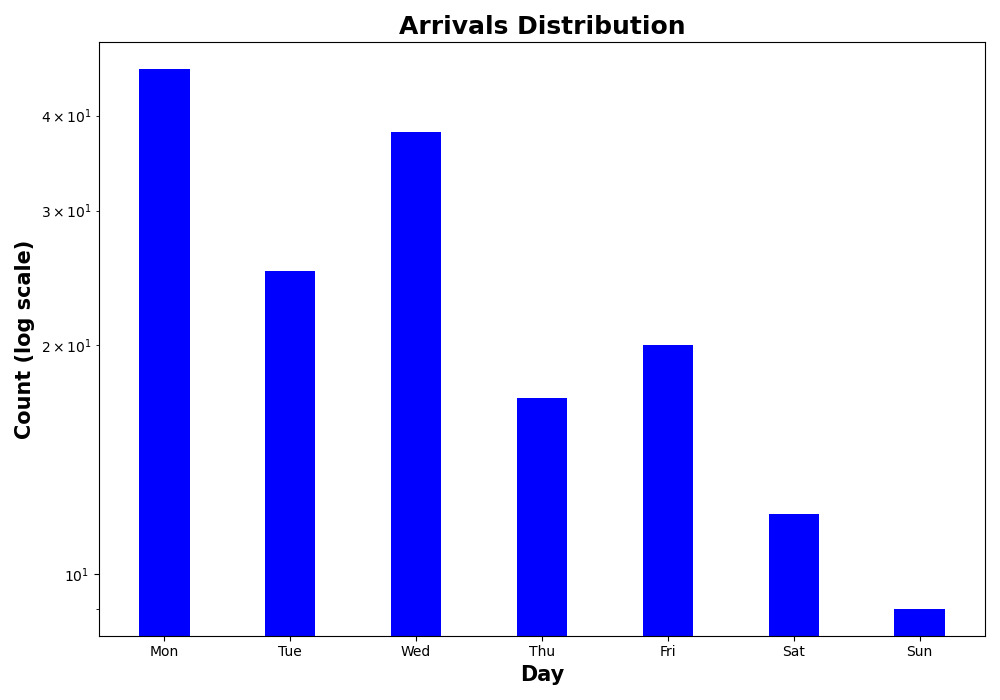 Arrivals Distribution
Count (log scale)
4 × 10¹
3 × 10¹
2 × 10¹
10¹
Mon Tue Wed Thu Fri Sat Sun
Day